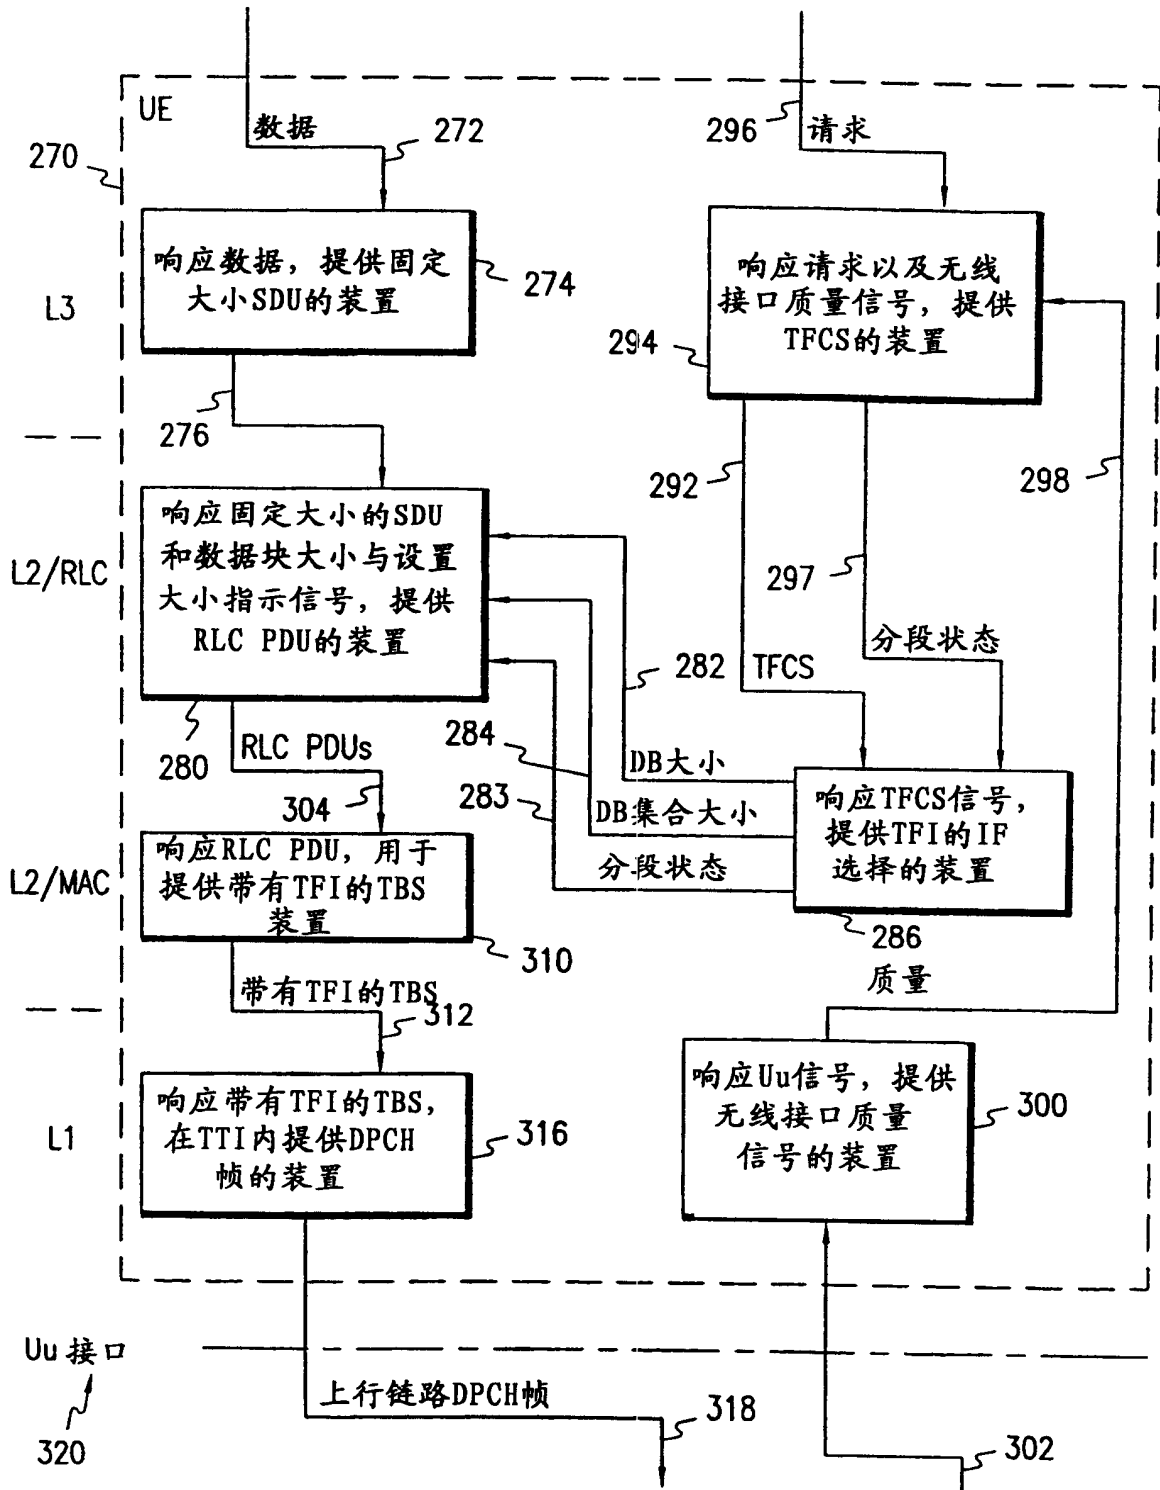 UE
数据
272
296
请求
270
响应数据，提供固定
大小SDU的装置
274
L3
响应请求以及无线
接口质量信号，提供
TFCS的装置
294
276
292
298
297
L2/RLC
响应固定大小的SDU
和数据块大小与设置
大小指示信号，提供
RLC PDU的装置
分段状态
282
TFCS
280
RLC PDUs
284
283
304
DB大小
DB集合大小
分段状态
响应TFCS信号，
提供TFI的IF
选择的装置
286
L2/MAC
响应RLC PDU，用于
提供带有TFI的TBS
装置
310
质量
带有TFI的TBS
312
L1
响应带有TFI的TBS，
在TTI内提供DPCH
帧的装置
316
响应Uu信号，提供
无线接口质量
信号的装置
300
Uu接口
320
上行链路DPCH帧
318
302